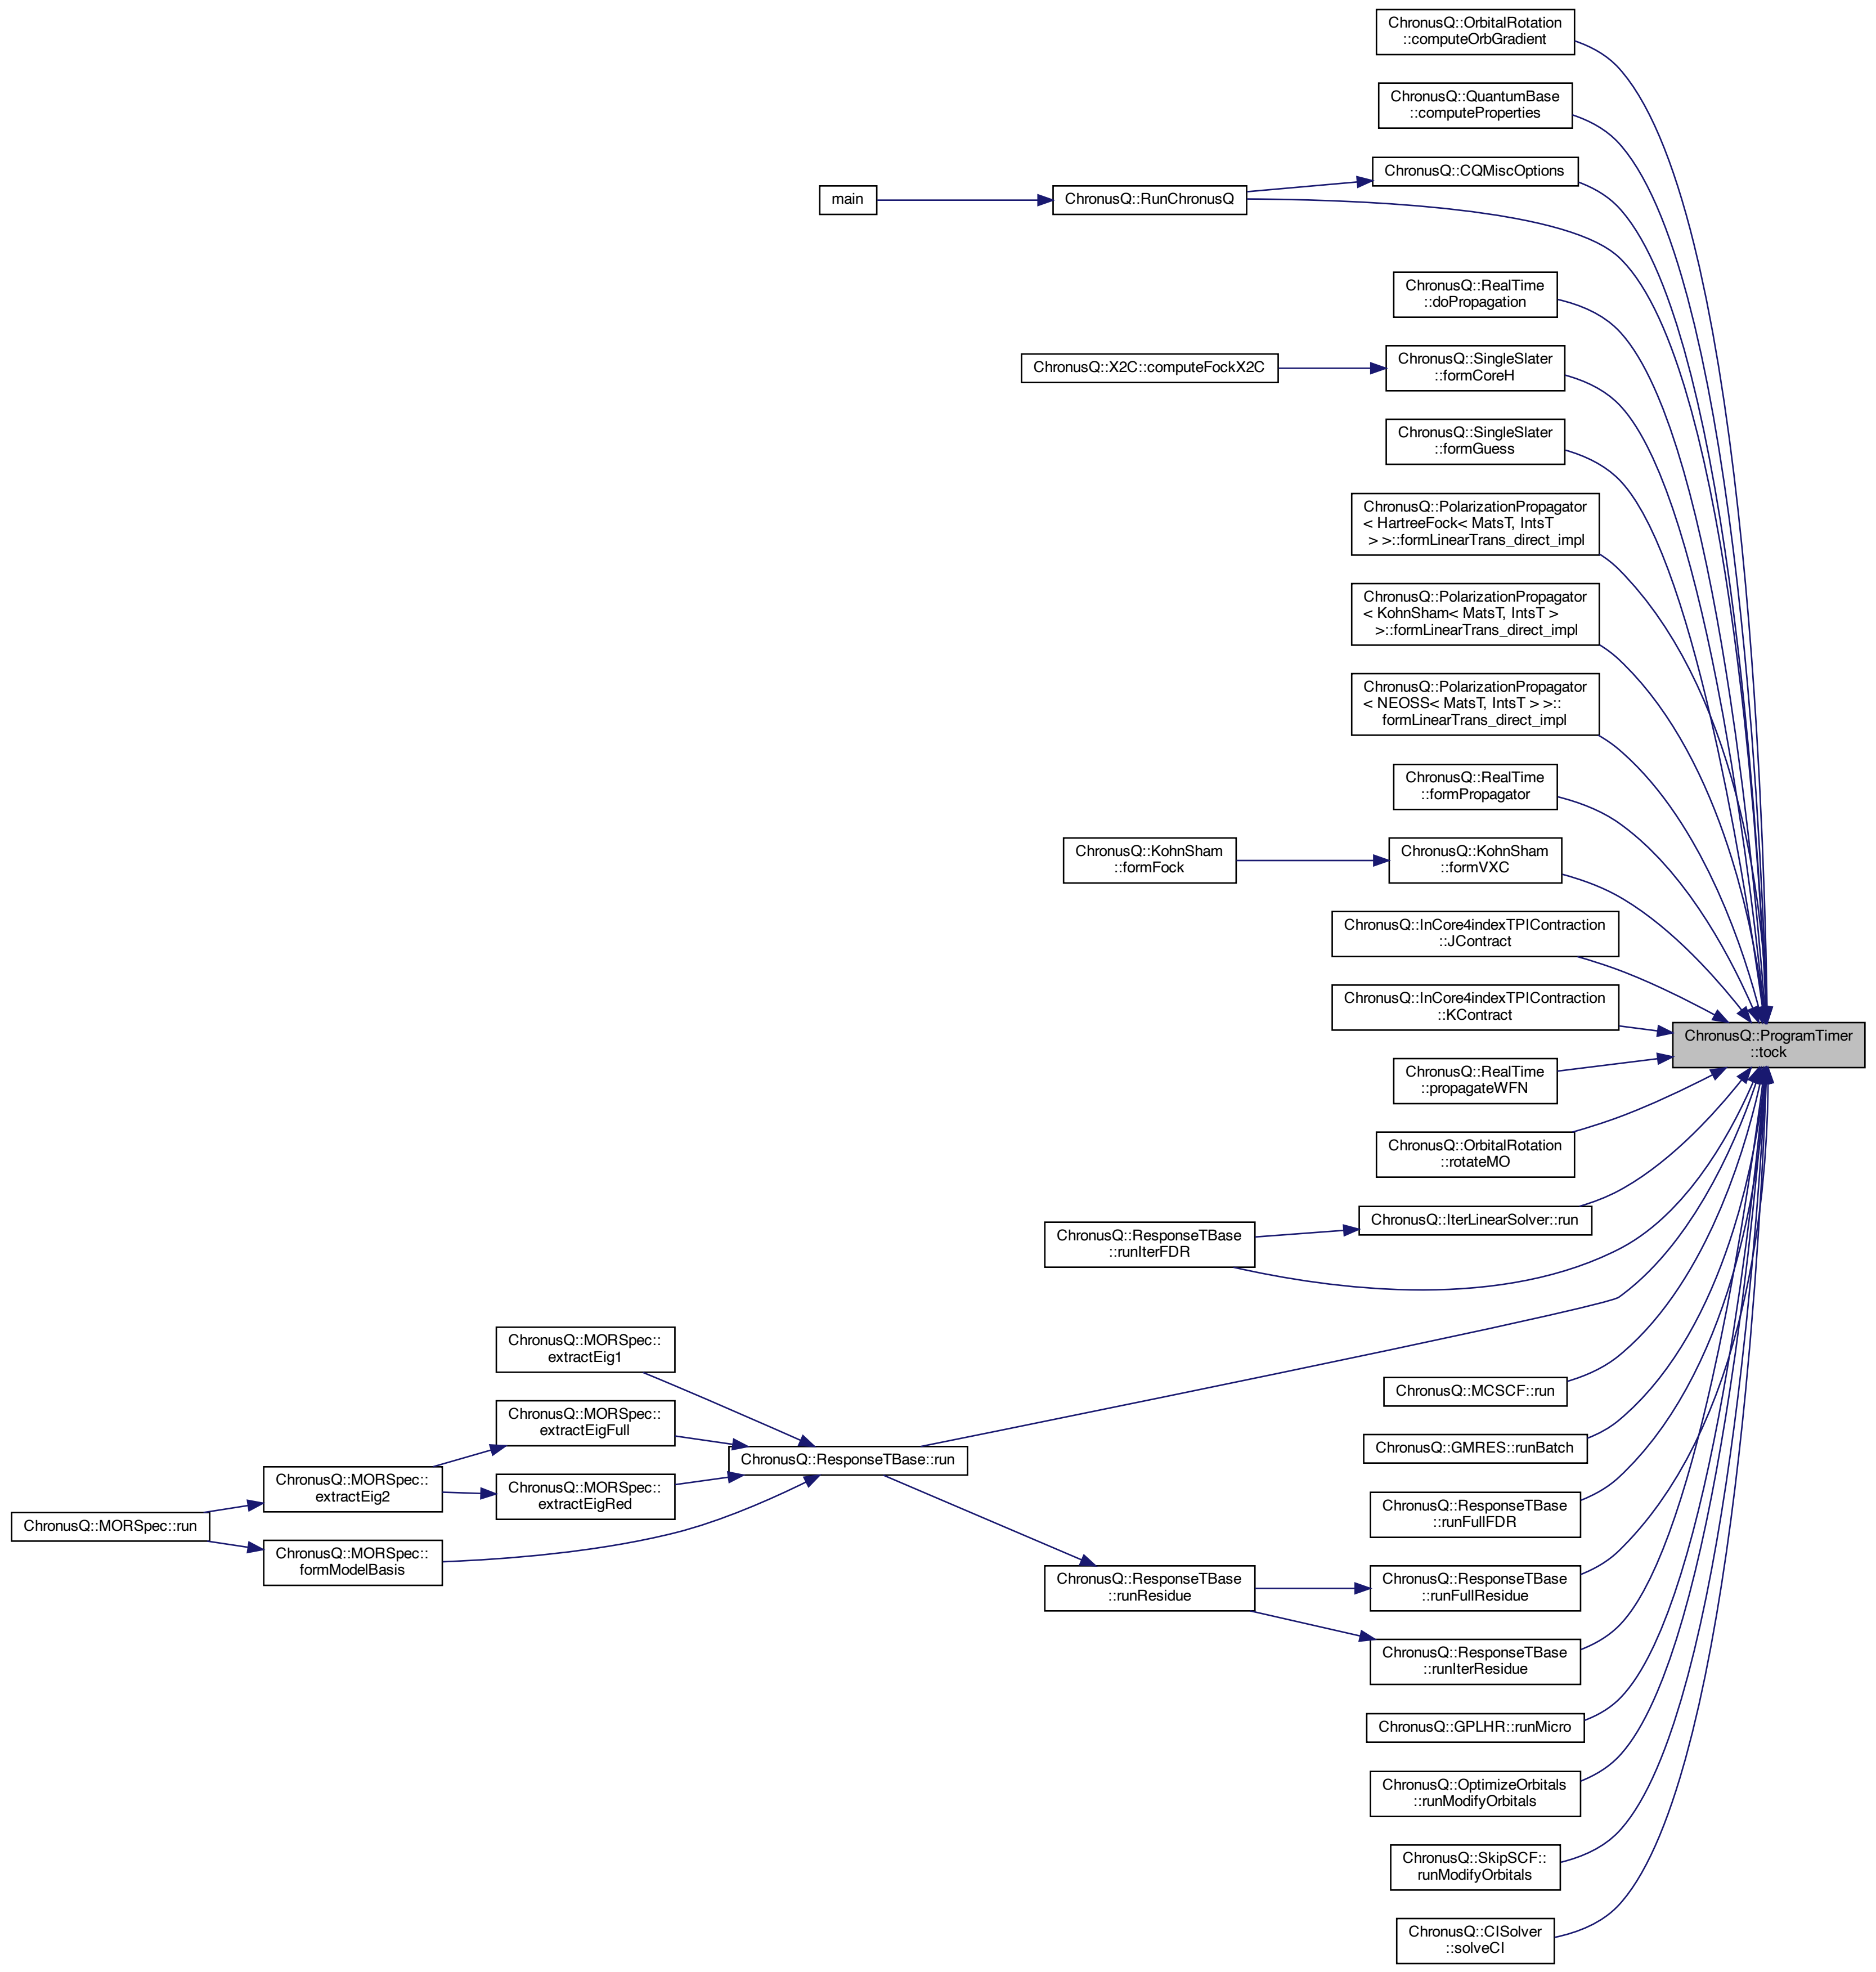 ChronusQ::OrbitalRotation
::computeOrbGradient
ChronusQ::QuantumBase
::computeProperties
ChronusQ::CQMiscOptions
main
ChronusQ::RunChronusQ
ChronusQ::RealTime
::doPropagation
ChronusQ::X2C::computeFockX2C
ChronusQ::SingleSlater
::formCoreH
ChronusQ::SingleSlater
::formGuess
ChronusQ::PolarizationPropagator
< HartreeFock< MatsT, IntsT
> >::formLinearTrans_direct_impl
ChronusQ::PolarizationPropagator
< KohnSham< MatsT, IntsT >
>::formLinearTrans_direct_impl
ChronusQ::PolarizationPropagator
< NEOSS< MatsT, IntsT > >::
formLinearTrans_direct_impl
ChronusQ::RealTime
::formPropagator
ChronusQ::KohnSham
::formFock
ChronusQ::KohnSham
::formVXC
ChronusQ::InCore4indexTPIContraction
::JContract
ChronusQ::InCore4indexTPIContraction
::KContract
ChronusQ::ProgramTimer
::tock
ChronusQ::RealTime
::propagateWFN
ChronusQ::OrbitalRotation
::rotateMO
ChronusQ::IterLinearSolver::run
ChronusQ::ResponseTBase
::runIterFDR
ChronusQ::MORSpec::
extractEig1
ChronusQ::MCSCF::run
ChronusQ::MORSpec::
extractEigFull
ChronusQ::GMRES::runBatch
ChronusQ::ResponseTBase::run
ChronusQ::MORSpec::
extractEig2
ChronusQ::MORSpec::
extractEigRed
ChronusQ::ResponseTBase
::runFullFDR
ChronusQ::MORSpec::run
ChronusQ::MORSpec::
formModelBasis
ChronusQ::ResponseTBase
::runResidue
ChronusQ::ResponseTBase
::runFullResidue
ChronusQ::ResponseTBase
::runIterResidue
ChronusQ::GPLHR::runMicro
ChronusQ::OptimizeOrbitals
::runModifyOrbitals
ChronusQ::SkipSCF::
runModifyOrbitals
ChronusQ::CISolver
::solveCI